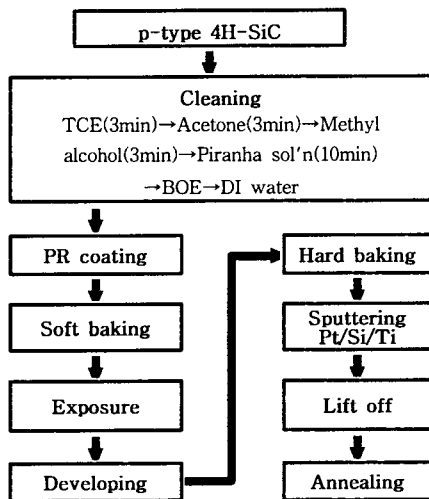 p-type 4H-SiC
Cleaning
TCE(3min)→Acetone(3min)→Methyl
alcohol(3min)→Piranha sol'n(10min)
→BOE→DI water
PR coating
Soft baking
Exposure
Developing
Hard baking
Sputtering
Pt/Si/Ti
Lift off
Annealing